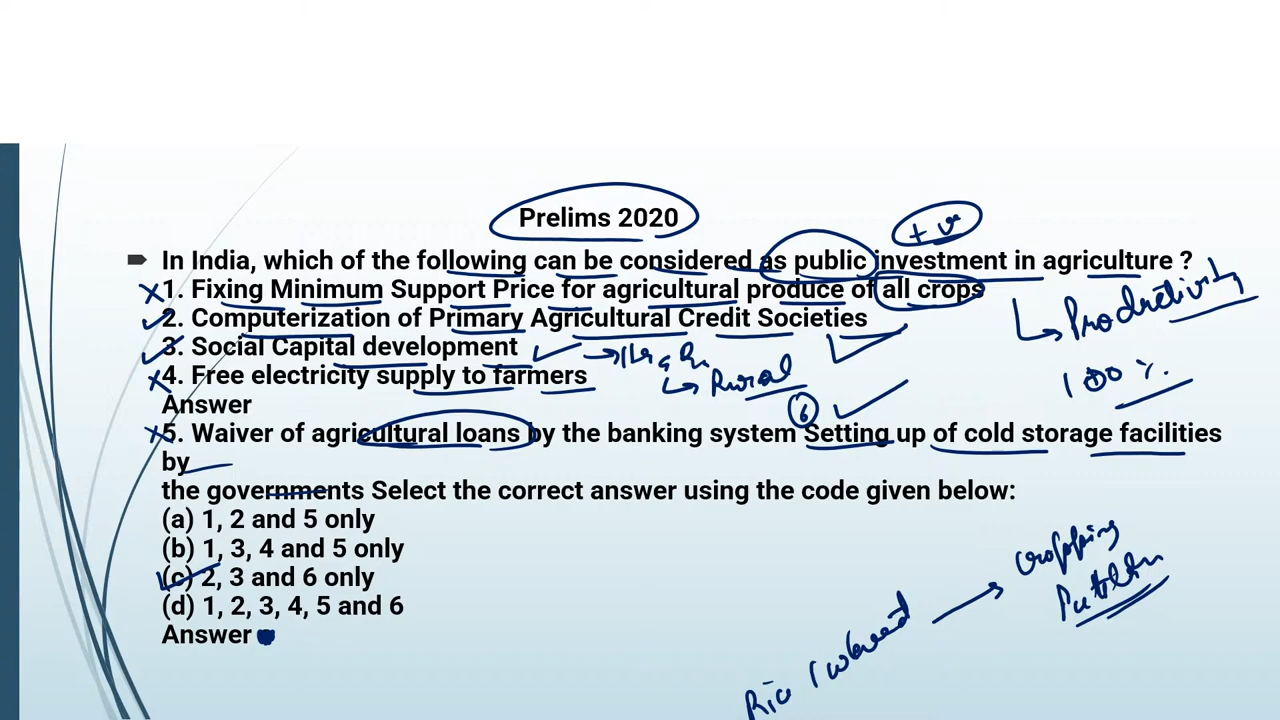 Prelims 2020
+ ve
In India, which of the following can be considered as public investment in agriculture ?
1. Fixing Minimum Support Price for agricultural produce of all crops
2. Computerization of Primary Agricultural Credit Societies
3. Social Capital development
4. Free electricity supply to farmers
Answer
5. Waiver of agricultural loans by the banking system Setting up of cold storage facilities
by
the governments Select the correct answer using the code given below:
(a) 1, 2 and 5 only
(b) 1, 3, 4 and 5 only
(c) 2, 3 and 6 only
(d) 1, 2, 3, 4, 5 and 6
Answer
Productivity
100 %.
Rural
6
cropping